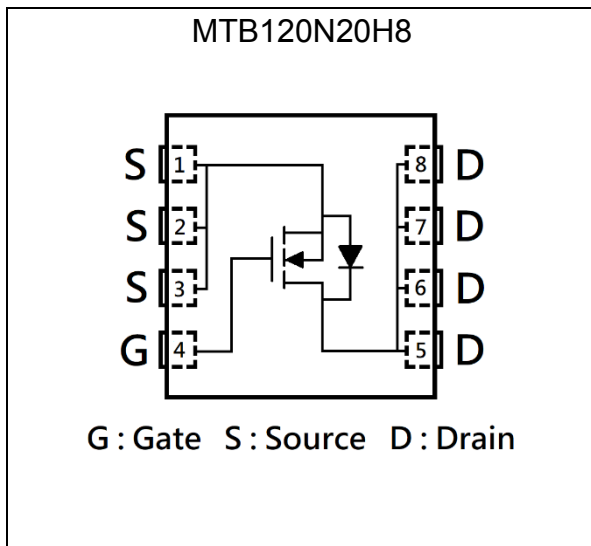 MTB120N20H8
S 1 8 D
S 2 7 D
S 3 6 D
G 4 5 D
G : Gate S : Source D : Drain